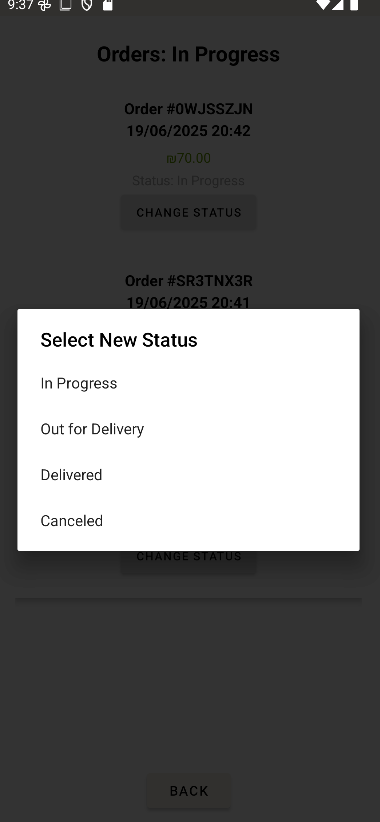 9:37
Orders: In Progress
Order #0WJSSZJN
19/06/2025 20:42
₪70.00
Status: In Progress
CHANGE STATUS
Order #SR3TNX3R
19/06/2025 20:41
Select New Status
In Progress
Out for Delivery
Delivered
Canceled
CHANGE STATUS
BACK